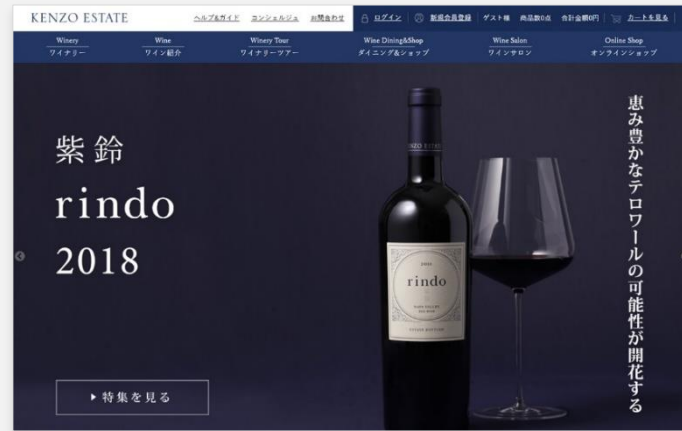 KENZO ESTATE
ヘルプ&ガイド コンシェルジュ お問合わせ
ログイン 新規会員登録 ゲスト様 商品数0点 合計金額0円 カートを見る
Winery Wine Winery Tour Wine Dining&Shop Wine Salon Online Shop
ワイナリー ワイン紹介 ワイナリーツアー ダイニング&ショップ ワインサロン オンラインショップ
恵み豊かなテロワールの可能性が開花する
紫鈴
rindo
2018
KENZO ESTATE
rindo
特集を見る